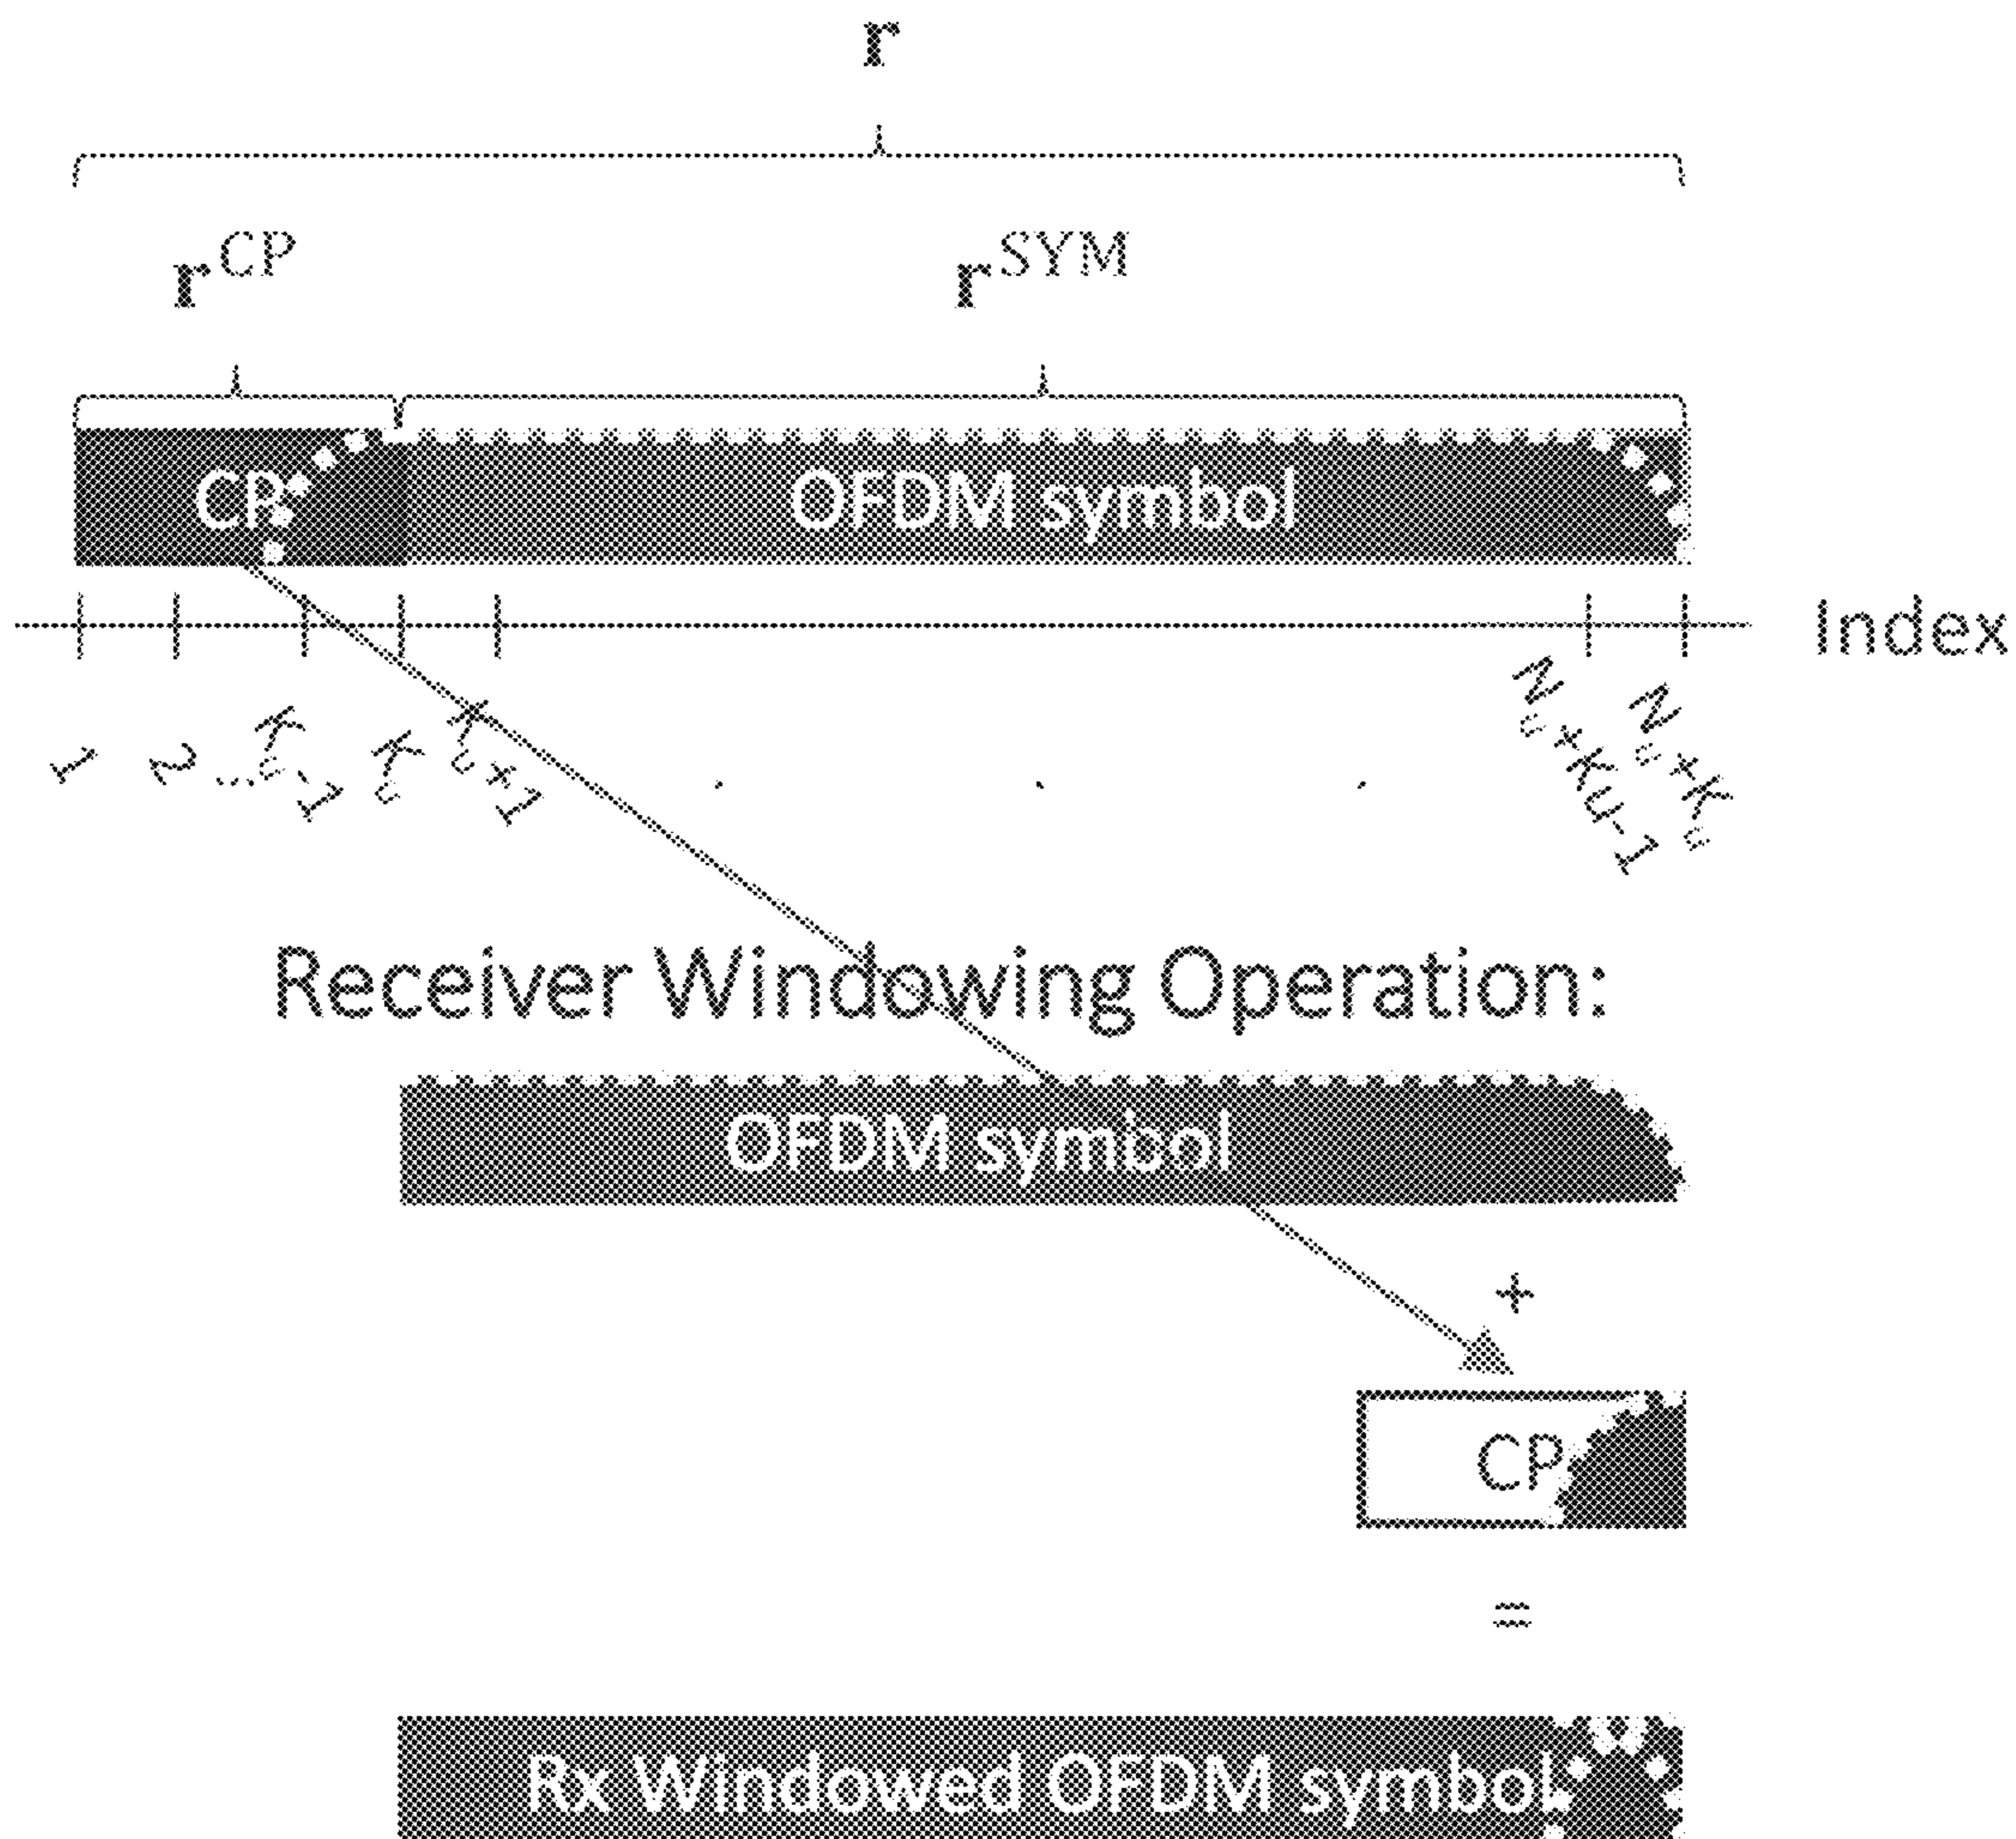 r
r^CP r^SYM
CP OFDM symbol
Index
1 2 ... K_u-1 K_u K_u+1 . . . N_u+K_u-1 N_u+K_u
Receiver Windowing Operation:
OFDM symbol
+
CP
=
Rx Windowed OFDM symbol